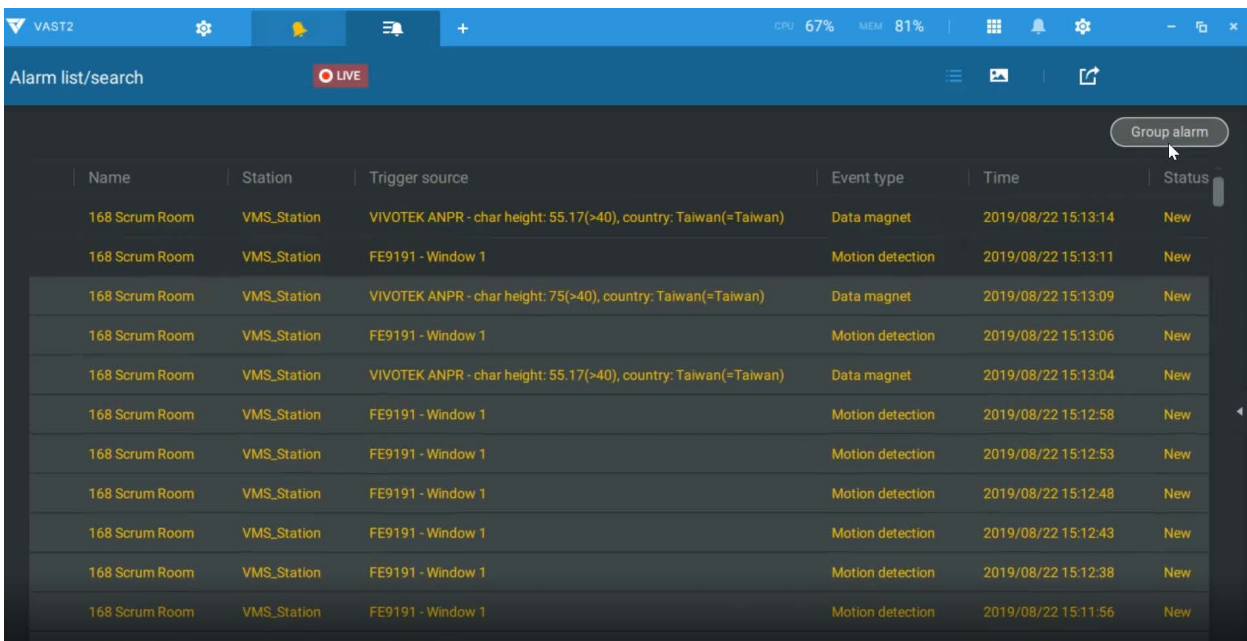 VAST2 CPU 67% MEM 81%
Alarm list/search LIVE
Group alarm
Name Station Trigger source Event type Time Status
168 Scrum Room VMS_Station VIVOTEK ANPR - char height: 55.17(>40), country: Taiwan(=Taiwan) Data magnet 2019/08/22 15:13:14 New
168 Scrum Room VMS_Station FE9191 - Window 1 Motion detection 2019/08/22 15:13:11 New
168 Scrum Room VMS_Station VIVOTEK ANPR - char height: 75(>40), country: Taiwan(=Taiwan) Data magnet 2019/08/22 15:13:09 New
168 Scrum Room VMS_Station FE9191 - Window 1 Motion detection 2019/08/22 15:13:06 New
168 Scrum Room VMS_Station VIVOTEK ANPR - char height: 55.17(>40), country: Taiwan(=Taiwan) Data magnet 2019/08/22 15:13:04 New
168 Scrum Room VMS_Station FE9191 - Window 1 Motion detection 2019/08/22 15:12:58 New
168 Scrum Room VMS_Station FE9191 - Window 1 Motion detection 2019/08/22 15:12:53 New
168 Scrum Room VMS_Station FE9191 - Window 1 Motion detection 2019/08/22 15:12:48 New
168 Scrum Room VMS_Station FE9191 - Window 1 Motion detection 2019/08/22 15:12:43 New
168 Scrum Room VMS_Station FE9191 - Window 1 Motion detection 2019/08/22 15:12:38 New
168 Scrum Room VMS_Station FE9191 - Window 1 Motion detection 2019/08/22 15:11:56 New